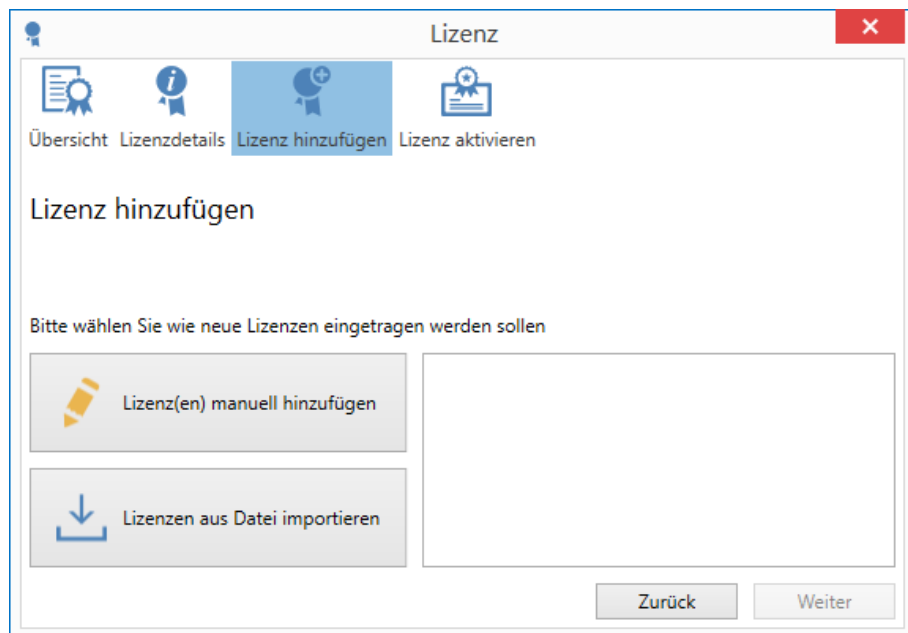 Lizenz
Übersicht Lizenzdetails Lizenz hinzufügen Lizenz aktivieren
Lizenz hinzufügen
Bitte wählen Sie wie neue Lizenzen eingetragen werden sollen
Lizenz(en) manuell hinzufügen
Lizenzen aus Datei importieren
Zurück Weiter